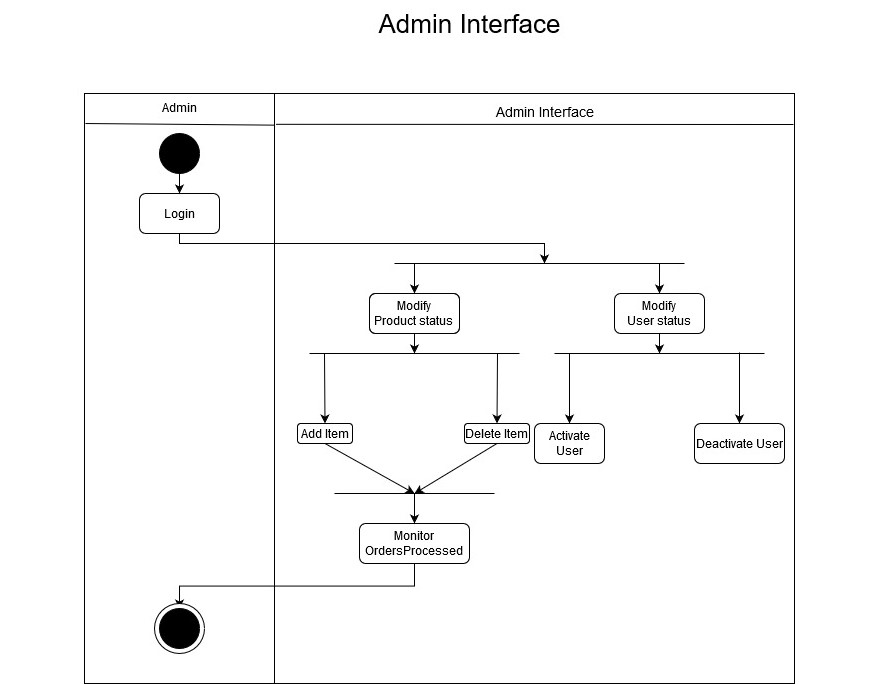 Admin Interface
Admin
Admin Interface
Login
Modify
Product status
Modify
User status
Add Item
Delete Item
Activate
User
Deactivate User
Monitor
OrdersProcessed